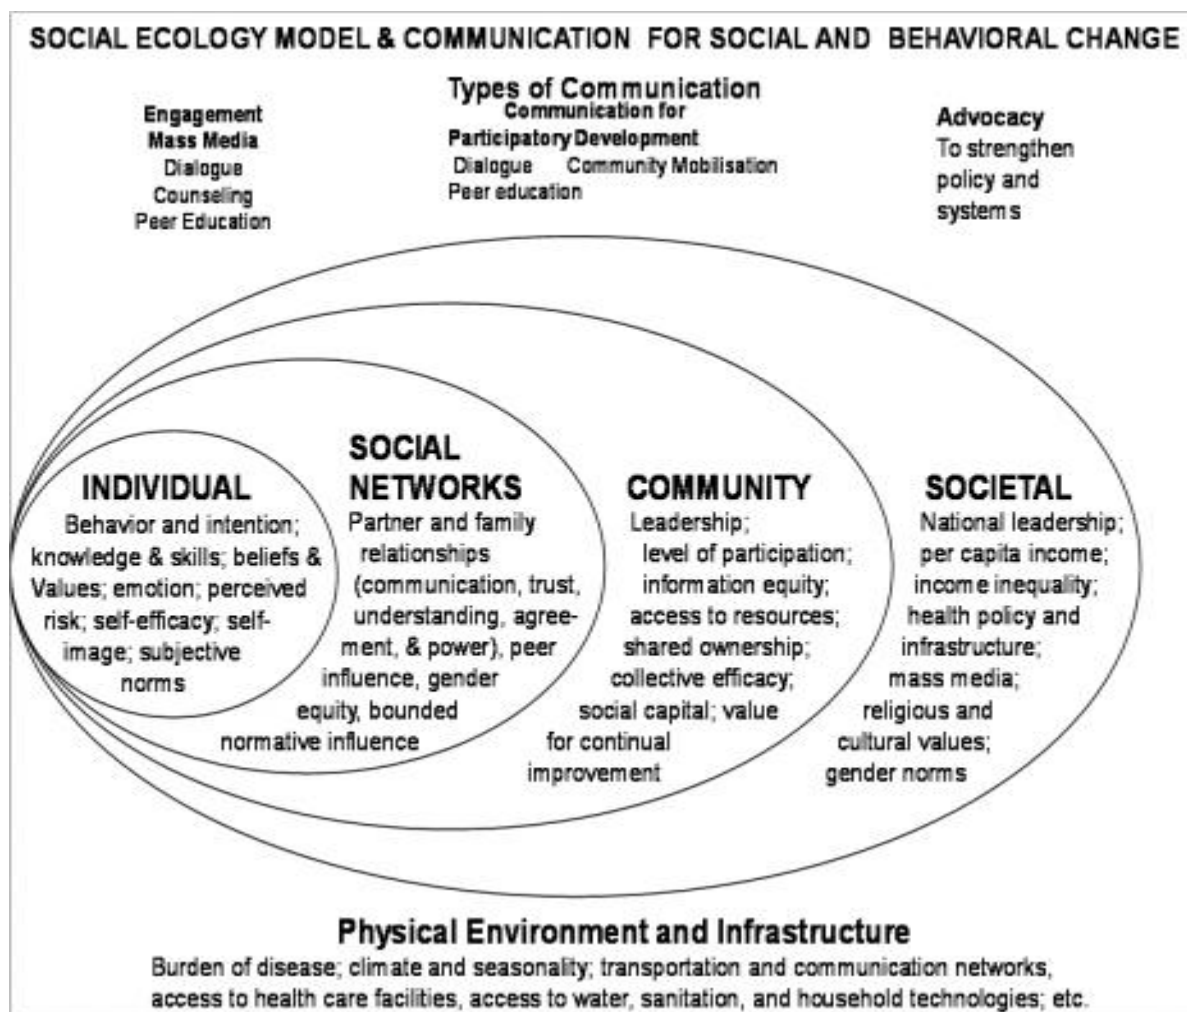 SOCIAL ECOLOGY MODEL & COMMUNICATION FOR SOCIAL AND BEHAVIORAL CHANGE
Types of Communication
Engagement
Mass Media
Dialogue
Counseling
Peer Education
Communication for
Participatory Development
Dialogue Community Mobilisation
Peer education
Advocacy
To strengthen
policy and
systems
INDIVIDUAL
Behavior and intention;
knowledge & skills; beliefs &
Values; emotion; perceived
risk; self-efficacy; self-
image; subjective
norms
SOCIAL
NETWORKS
Partner and family
relationships
(communication, trust,
understanding, agree-
ment, & power), peer
influence, gender
equity, bounded
normative influence
COMMUNITY
Leadership;
level of participation;
information equity;
access to resources;
shared ownership;
collective efficacy;
social capital; value
for continual
improvement
SOCIETAL
National leadership;
per capita income;
income inequality;
health policy and
infrastructure;
mass media;
religious and
cultural values;
gender norms
Physical Environment and Infrastructure
Burden of disease; climate and seasonality; transportation and communication networks,
access to health care facilities, access to water, sanitation, and household technologies; etc.